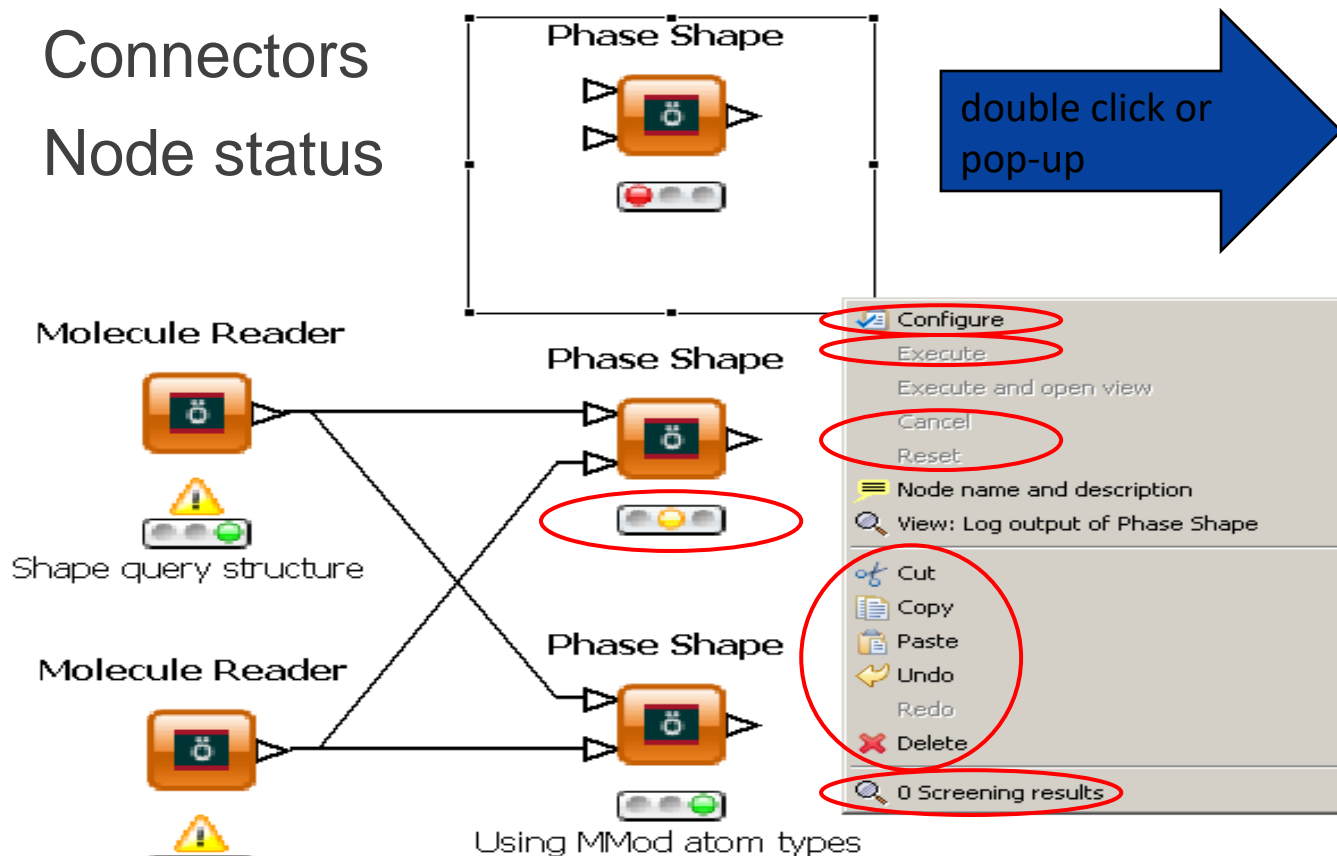 Connectors
Node status
Phase Shape
ö
double click or
pop-up
Molecule Reader
ö
Shape query structure
Phase Shape
ö
Molecule Reader
ö
Phase Shape
ö
Using MMod atom types
Configure
Execute
Execute and open view
Cancel
Reset
Node name and description
View: Log output of Phase Shape
Cut
Copy
Paste
Undo
Redo
Delete
0 Screening results